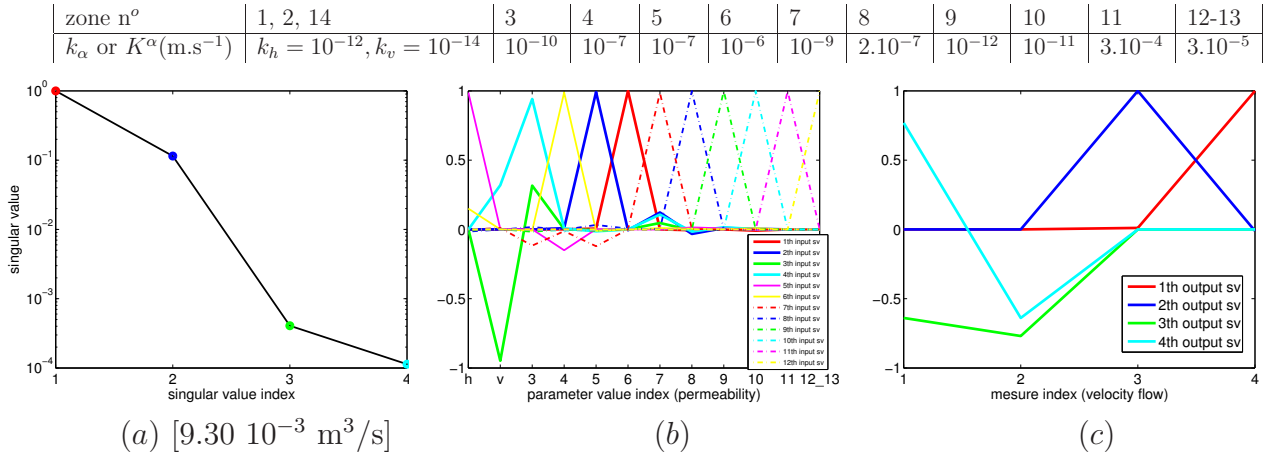 zone nᵒ 1, 2, 14 3 4 5 6 7 8 9 10 11 12-13
k_α or K^α(m.s⁻¹) k_h = 10⁻¹², k_v = 10⁻¹⁴ 10⁻¹⁰ 10⁻⁷ 10⁻⁷ 10⁻⁶ 10⁻⁹ 2.10⁻⁷ 10⁻¹² 10⁻¹¹ 3.10⁻⁴ 3.10⁻⁵
singular value
10⁰
10⁻¹
10⁻²
10⁻³
10⁻⁴
1 2 3 4
singular value index
(a) [9.30 10⁻³ m³/s]
1
0.5
0
−0.5
−1
1th input sv
2th input sv
3th input sv
4th input sv
5th input sv
6th input sv
7th input sv
8th input sv
9th input sv
10th input sv
11th input sv
12th input sv
h v 3 4 5 6 7 8 9 10 11 12_13
parameter value index (permeability)
(b)
1
0.5
0
−0.5
−1
1th output sv
2th output sv
3th output sv
4th output sv
1 2 3 4
mesure index (velocity flow)
(c)